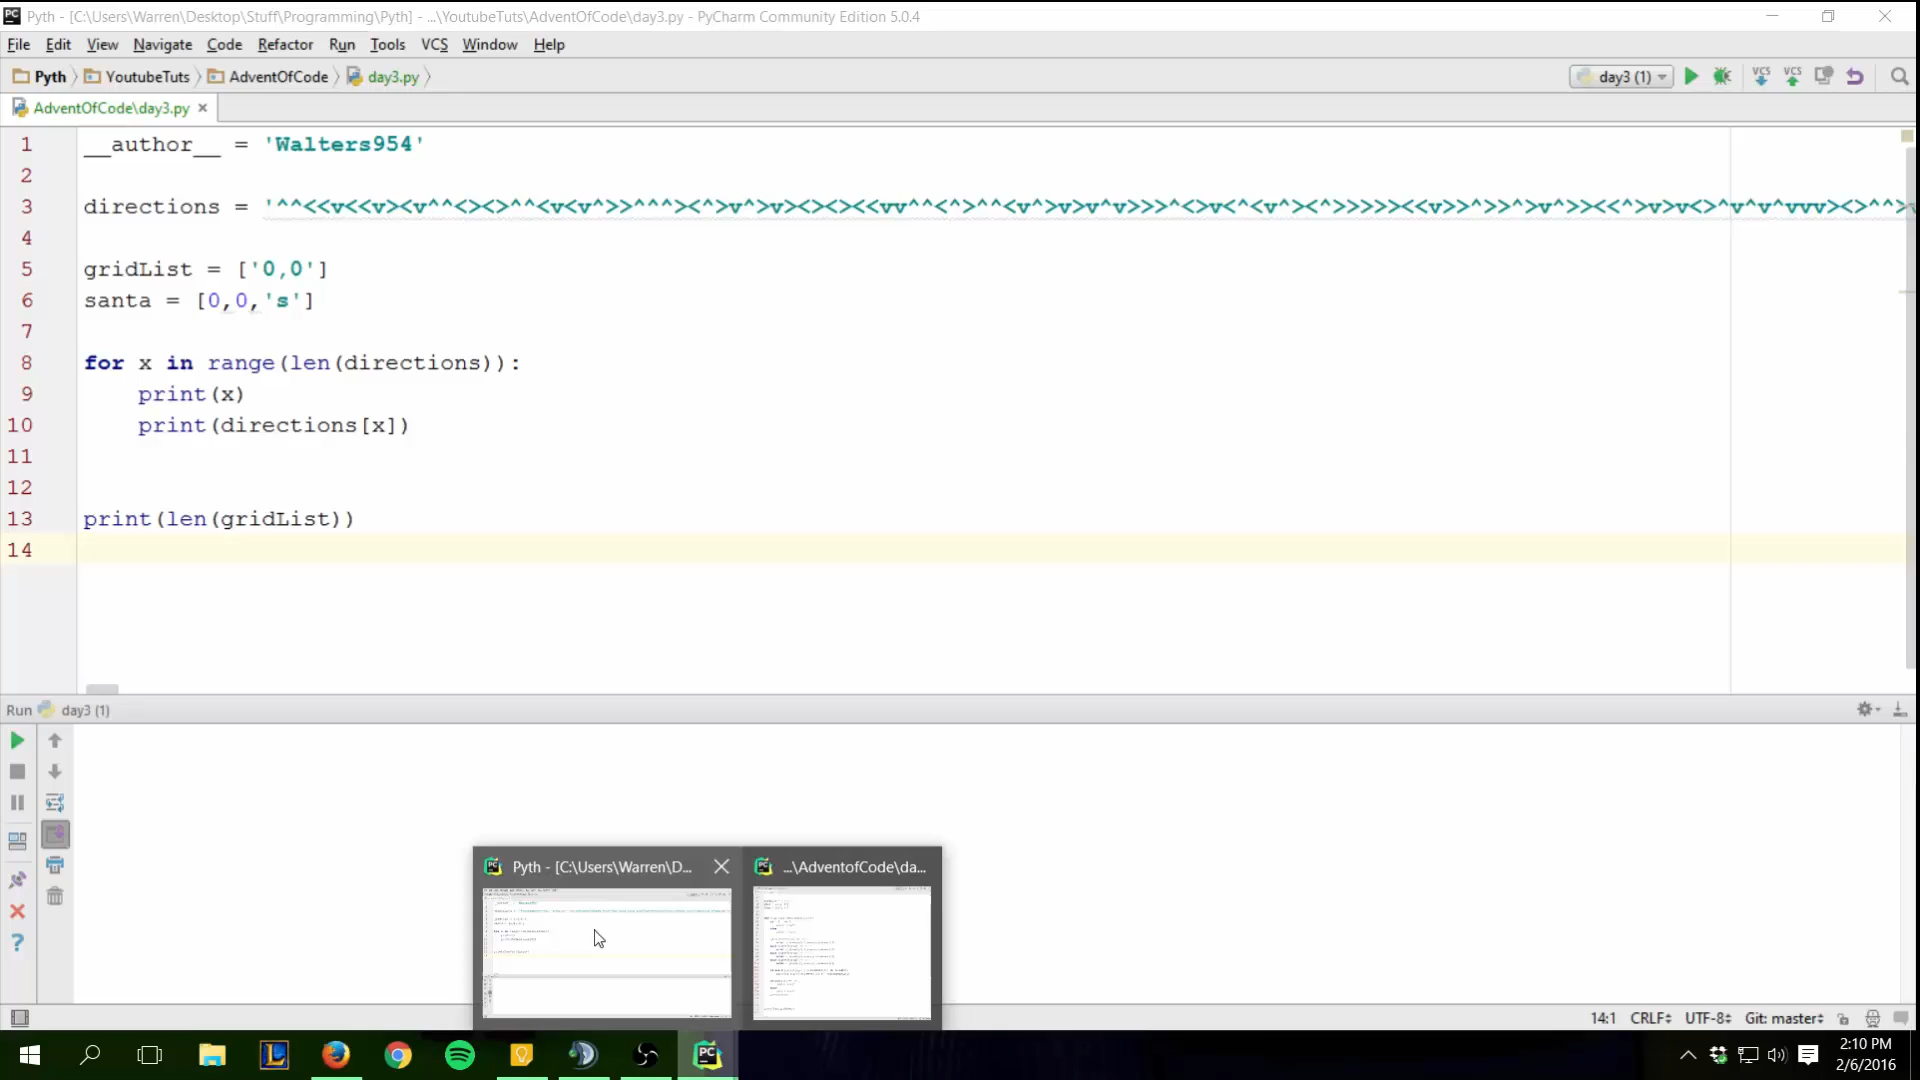 Pyth - [C:\Users\Warren\Desktop\Stuff\Programming\Pyth] - ...\YoutubeTuts\AdventOfCode\day3.py - PyCharm Community Edition 5.0.4
File Edit View Navigate Code Refactor Run Tools VCS Window Help
Pyth YoutubeTuts AdventOfCode day3.py day3 (1) VCS VCS
AdventOfCode\day3.py
1 __author__ = 'Walters954'
2
3 directions = '^^<<v<<v><v^^<><>^^<v<v^>>^^^><^>v^>v><><><<vv^^<^>^^<v^>v>v^v>>>^<>v<^<v^><^>>>>><<v>>^>>^>v^>><<^>v>v<>^v^v^vvv><>^^>v
4
5 gridList = ['0,0']
6 santa = [0,0,'s']
7
8 for x in range(len(directions)):
9 print(x)
10 print(directions[x])
11
12
13 print(len(gridList))
14
Run day3 (1)
Pyth - [C:\Users\Warren\D... ...\AdventofCode\da...
14:1 CRLF UTF-8 Git: master
2:10 PM
2/6/2016